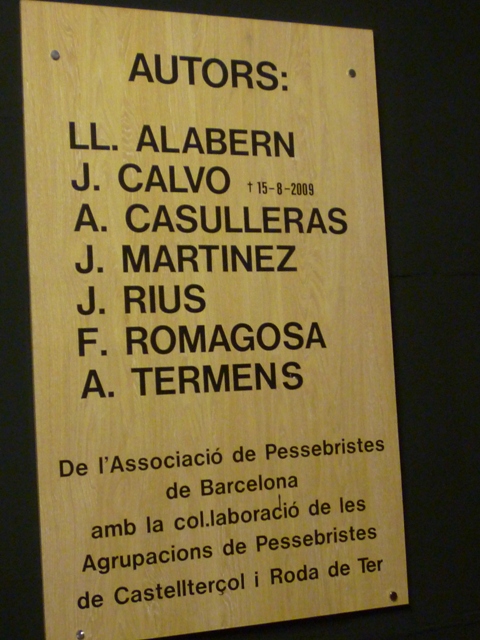 AUTORS:
LL. ALABERN
J. CALVO † 15-8-2009
A. CASULLERAS
J. MARTINEZ
J. RIUS
F. ROMAGOSA
A. TERMENS
De l'Associació de Pessebristes
de Barcelona
amb la col.laboració de les
Agrupacions de Pessebristes
de Castellterçol i Roda de Ter